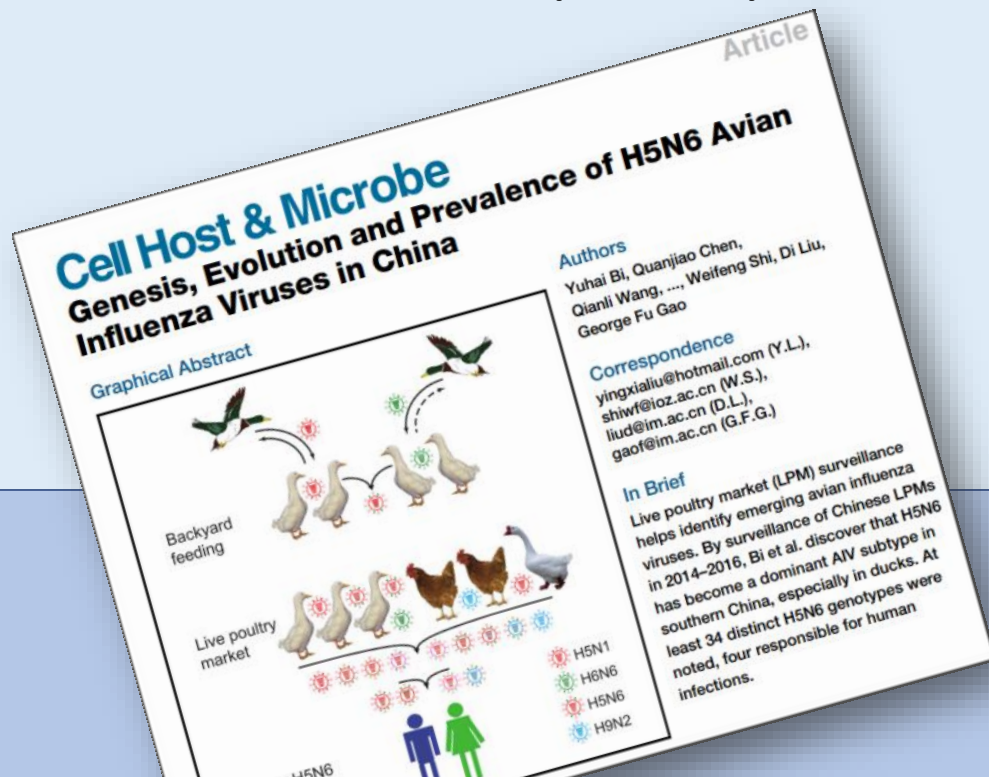 Article
Cell Host & Microbe
Genesis, Evolution and Prevalence of H5N6 Avian
Influenza Viruses in China
Graphical Abstract
Backyard
feeding
Live poultry
market
H5N1
H6N6
H5N6
H9N2
H5N6
Authors
Yuhai Bi, Quanjiao Chen,
Qianli Wang, ..., Weifeng Shi, Di Liu,
George Fu Gao
Correspondence
yingxialiu@hotmail.com (Y.L.),
shiwf@ioz.ac.cn (W.S.),
liud@im.ac.cn (D.L.),
gaof@im.ac.cn (G.F.G.)
In Brief
Live poultry market (LPM) surveillance
helps identify emerging avian influenza
viruses. By surveillance of Chinese LPMs
in 2014–2016, Bi et al. discover that H5N6
has become a dominant AIV subtype in
southern China, especially in ducks. At
least 34 distinct H5N6 genotypes were
noted, four responsible for human
infections.